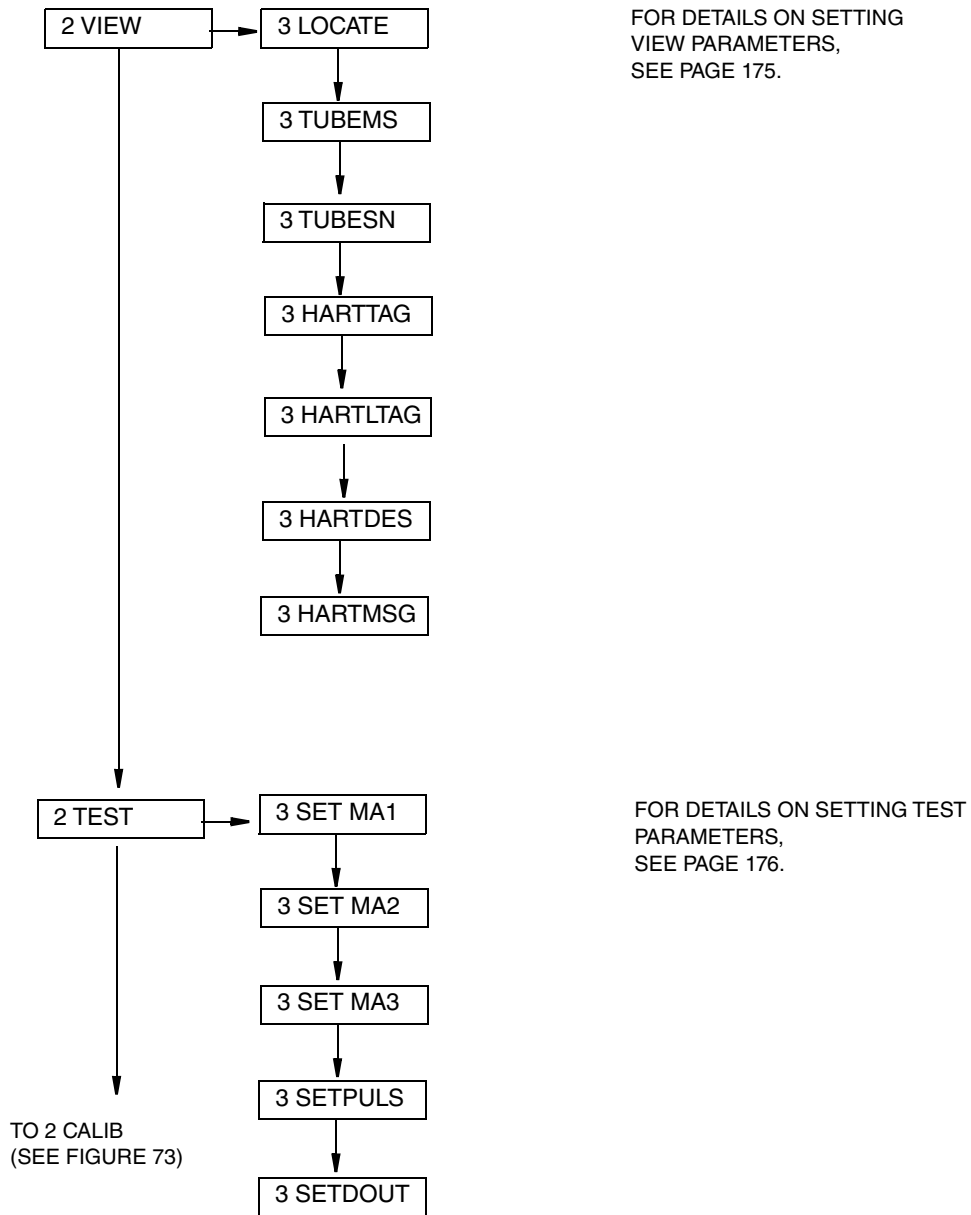 2 VIEW
3 LOCATE
FOR DETAILS ON SETTING
VIEW PARAMETERS,
SEE PAGE 175.
3 TUBEMS
3 TUBESN
3 HARTTAG
3 HARTLTAG
3 HARTDES
3 HARTMSG
2 TEST
3 SET MA1
FOR DETAILS ON SETTING TEST
PARAMETERS,
SEE PAGE 176.
3 SET MA2
3 SET MA3
3 SETPULS
3 SETDOUT
TO 2 CALIB
(SEE FIGURE 73)